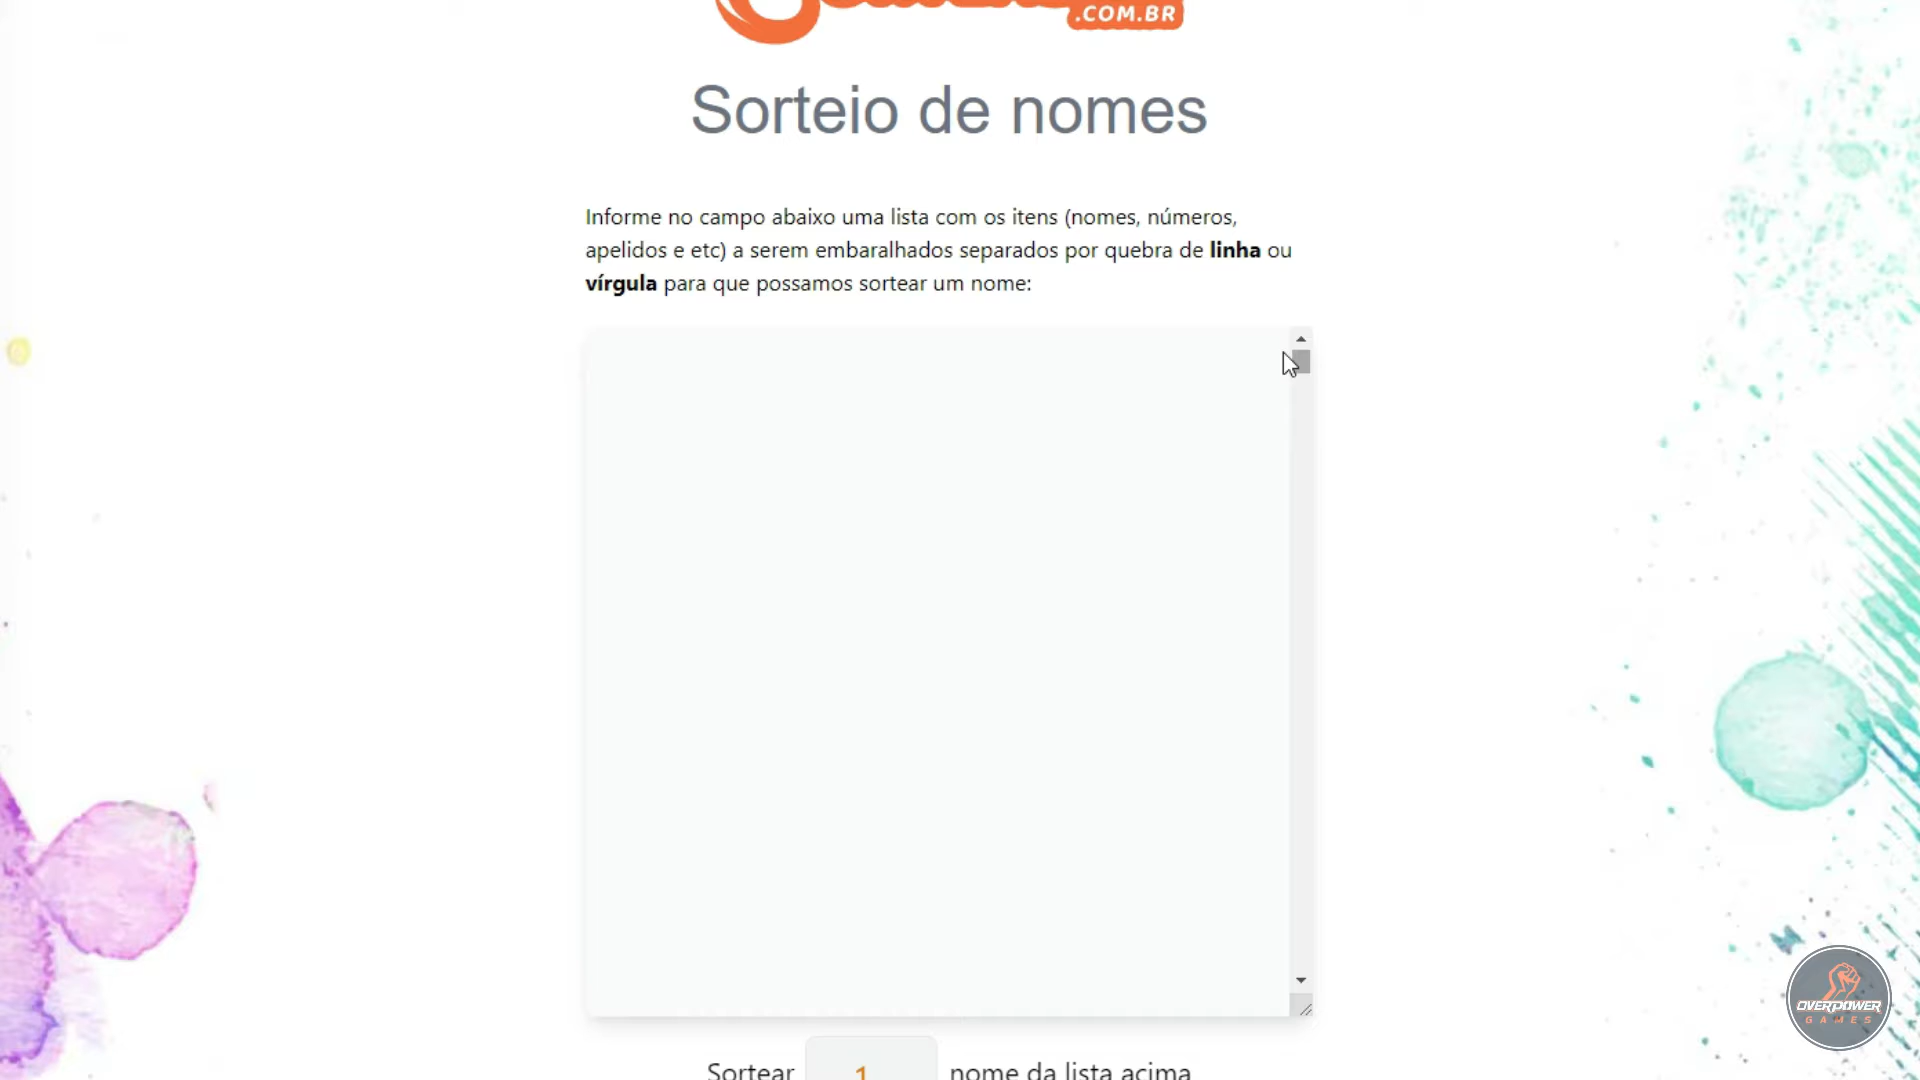 .COM.BR
Sorteio de nomes
Informe no campo abaixo uma lista com os itens (nomes, números,
apelidos e etc) a serem embaralhados separados por quebra de linha ou
vírgula para que possamos sortear um nome:
Sortear 1 nome da lista acima
OVERPOWER
GAMES